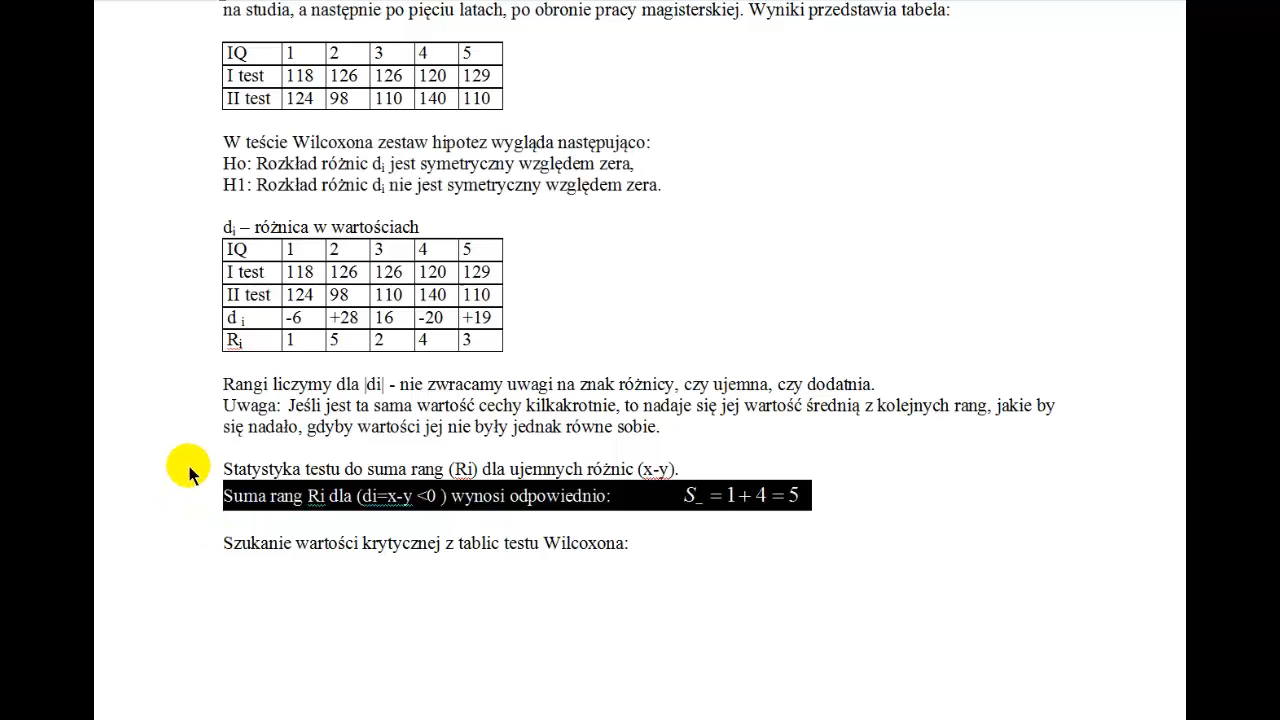 na studia, a następnie po pięciu latach, po obronie pracy magisterskiej. Wyniki przedstawia tabela:
IQ 1 2 3 4 5
I test 118 126 126 120 129
II test 124 98 110 140 110
W teście Wilcoxona zestaw hipotez wygląda następująco:
Ho: Rozkład różnic di jest symetryczny względem zera,
H1: Rozkład różnic di nie jest symetryczny względem zera.
di – różnica w wartościach
IQ 1 2 3 4 5
I test 118 126 126 120 129
II test 124 98 110 140 110
d i -6 +28 16 -20 +19
Ri 1 5 2 4 3
Rangi liczymy dla |di| - nie zwracamy uwagi na znak różnicy, czy ujemna, czy dodatnia.
Uwaga: Jeśli jest ta sama wartość cechy kilkakrotnie, to nadaje się jej wartość średnią z kolejnych rang, jakie by
się nadało, gdyby wartości jej nie były jednak równe sobie.
Statystyka testu do suma rang (Ri) dla ujemnych różnic (x-y).
Suma rang Ri dla (di=x-y <0 ) wynosi odpowiednio: S_ = 1 + 4 = 5
Szukanie wartości krytycznej z tablic testu Wilcoxona: